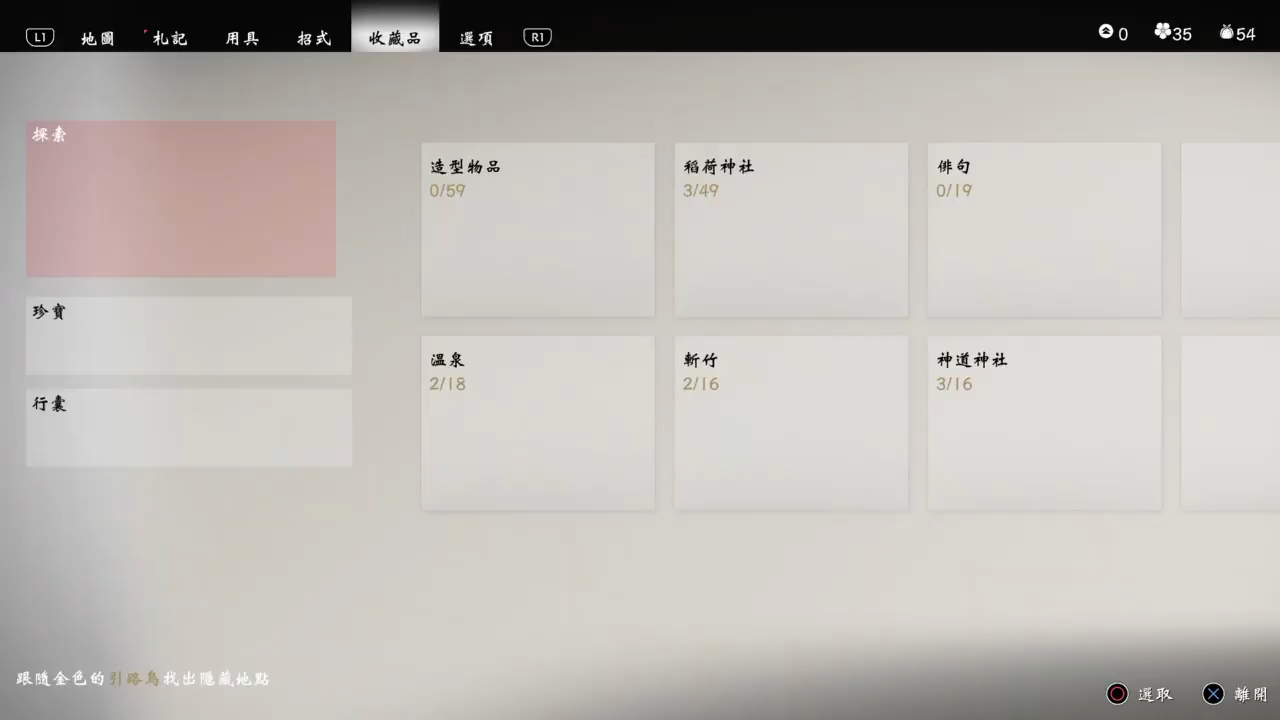 L1 地圖 札記 用具 招式 收藏品 選項 R1 0 35 54
探索
珍寶
行囊
造型物品
0/59
稻荷神社
3/49
俳句
0/19
溫泉
2/18
斬竹
2/16
神道神社
3/16
跟隨金色的引路鳥找出隱藏地點
選取 離開